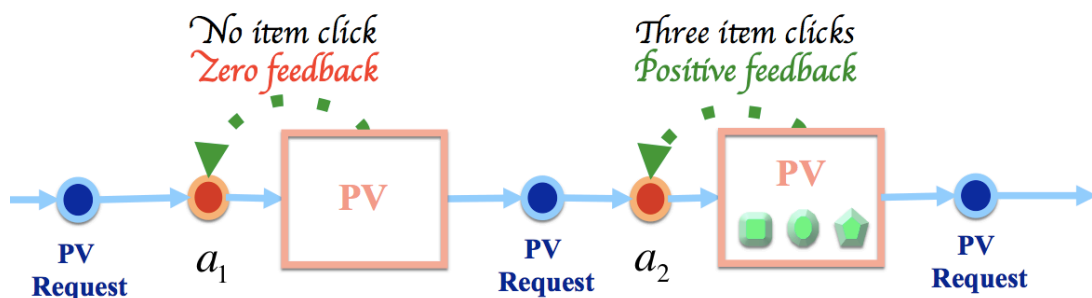 No item click
Zero feedback
PV
PV
Request
a1
Three item clicks
Positive feedback
PV
PV
Request
a2
PV
Request